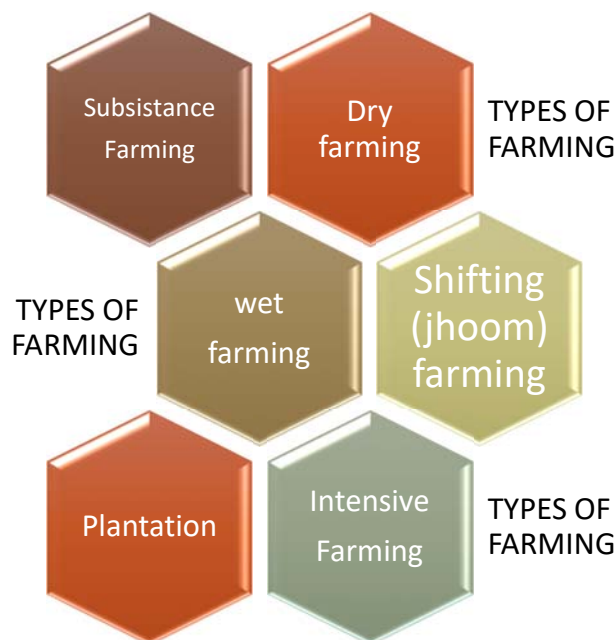 Subsistance
Farming
Dry
farming
TYPES OF
FARMING
TYPES OF
FARMING
wet
farming
Shifting
(jhoom)
farming
Plantation
Intensive
Farming
TYPES OF
FARMING